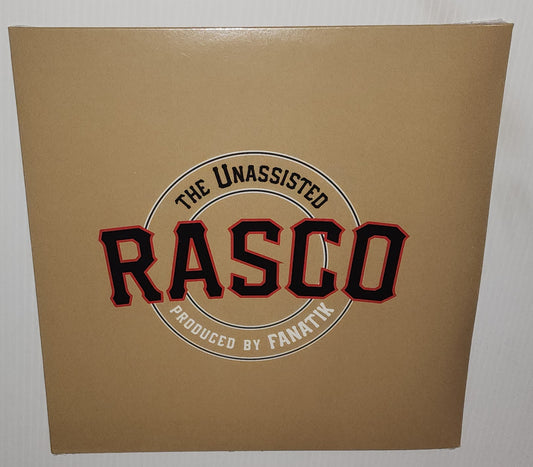 The Unassisted
RASCO
PRODUCED BY FANATIK